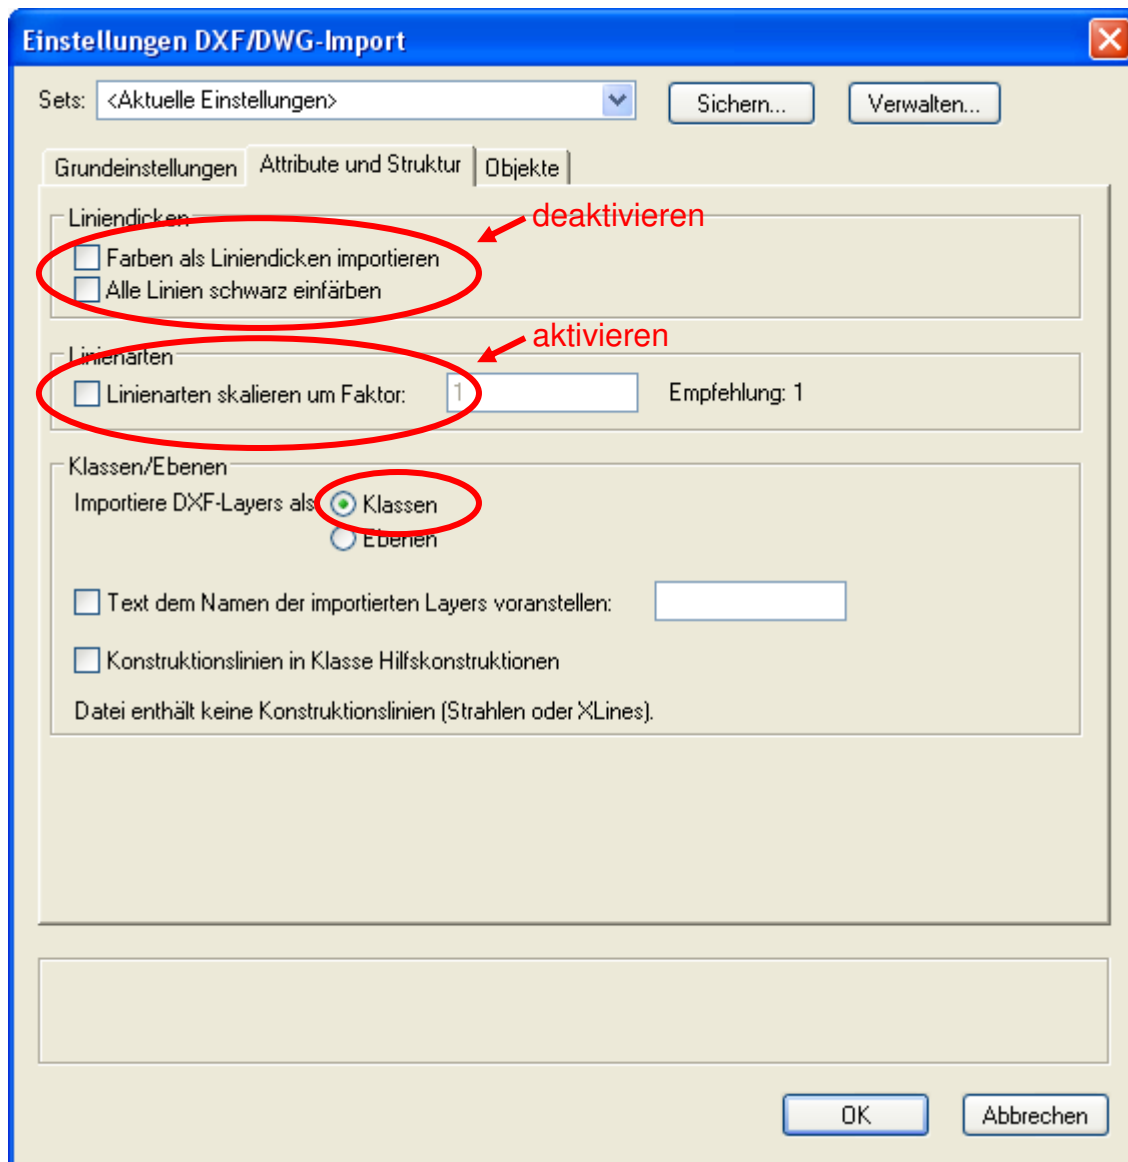 Einstellungen DXF/DWG-Import
Sets: <Aktuelle Einstellungen> Sichern... Verwalten...
Grundeinstellungen Attribute und Struktur Objekte
Liniendicken
deaktivieren
Farben als Liniendicken importieren
Alle Linien schwarz einfärben
aktivieren
Linienarten
Linienarten skalieren um Faktor: 1 Empfehlung: 1
Klassen/Ebenen
Importiere DXF-Layers als Klassen
Ebenen
Text dem Namen der importierten Layers voranstellen:
Konstruktionslinien in Klasse Hilfskonstruktionen
Datei enthält keine Konstruktionslinien (Strahlen oder XLines).
OK Abbrechen